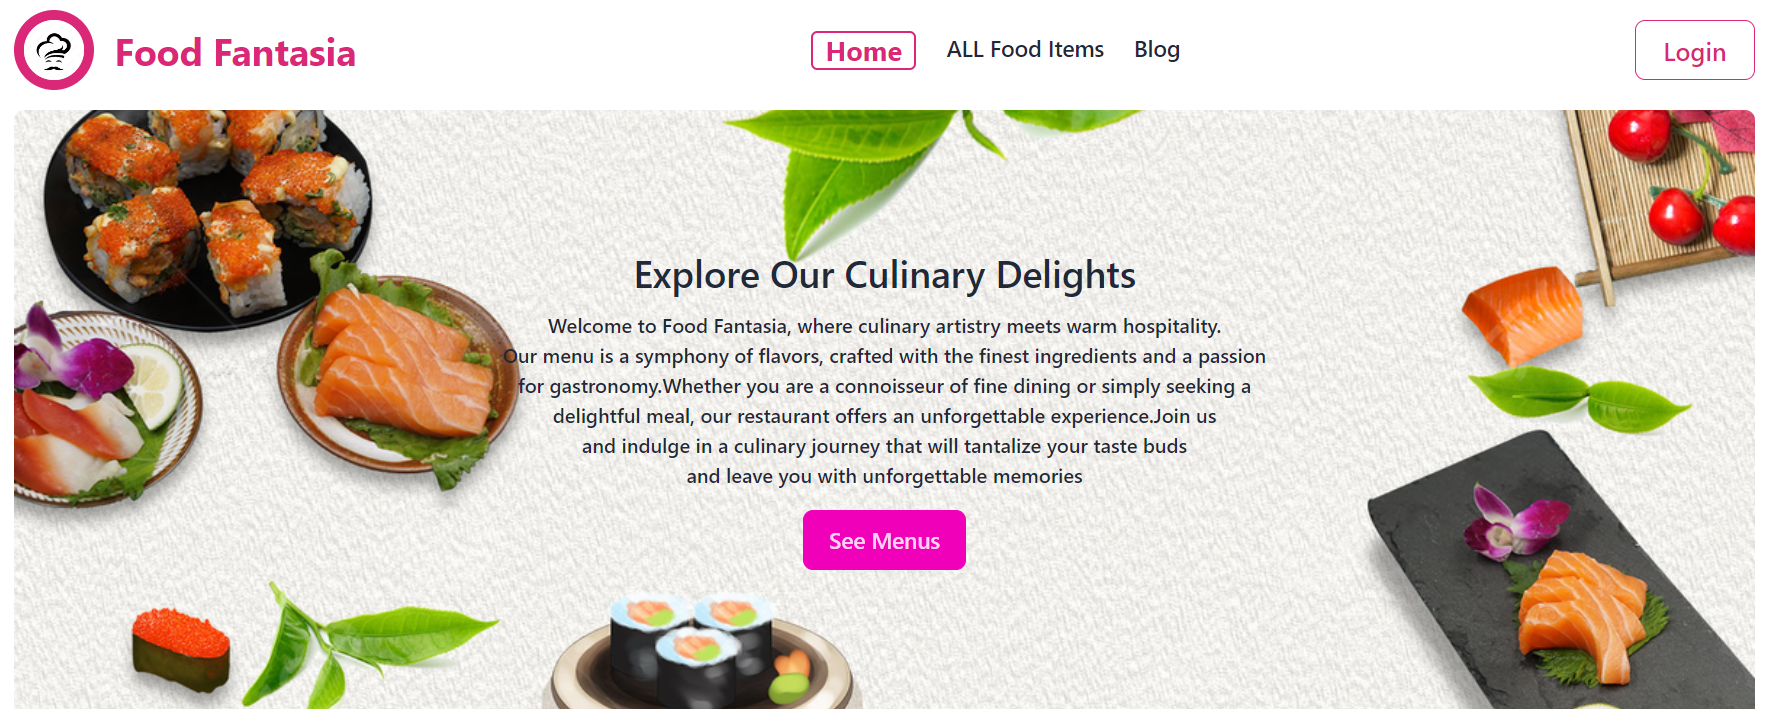 Food Fantasia
Home
ALL Food Items
Blog
Login
Explore Our Culinary Delights
Welcome to Food Fantasia, where culinary artistry meets warm hospitality.
Our menu is a symphony of flavors, crafted with the finest ingredients and a passion
for gastronomy.Whether you are a connoisseur of fine dining or simply seeking a
delightful meal, our restaurant offers an unforgettable experience.Join us
and indulge in a culinary journey that will tantalize your taste buds
and leave you with unforgettable memories
See Menus